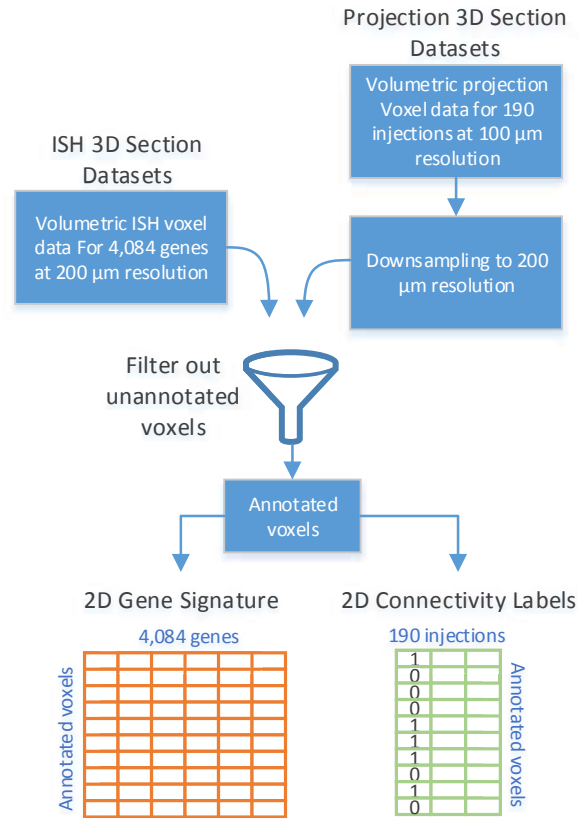 Projection 3D Section
Datasets
Volumetric projection
Voxel data for 190
injections at 100 µm
resolution
ISH 3D Section
Datasets
Volumetric ISH voxel
data For 4,084 genes
at 200 µm resolution
Downsampling to 200
µm resolution
Filter out
unannotated
voxels
Annotated
voxels
2D Gene Signature
4,084 genes
Annotated voxels
2D Connectivity Labels
190 injections
1
0
0
0
1
1
1
0
1
0
Annotated voxels